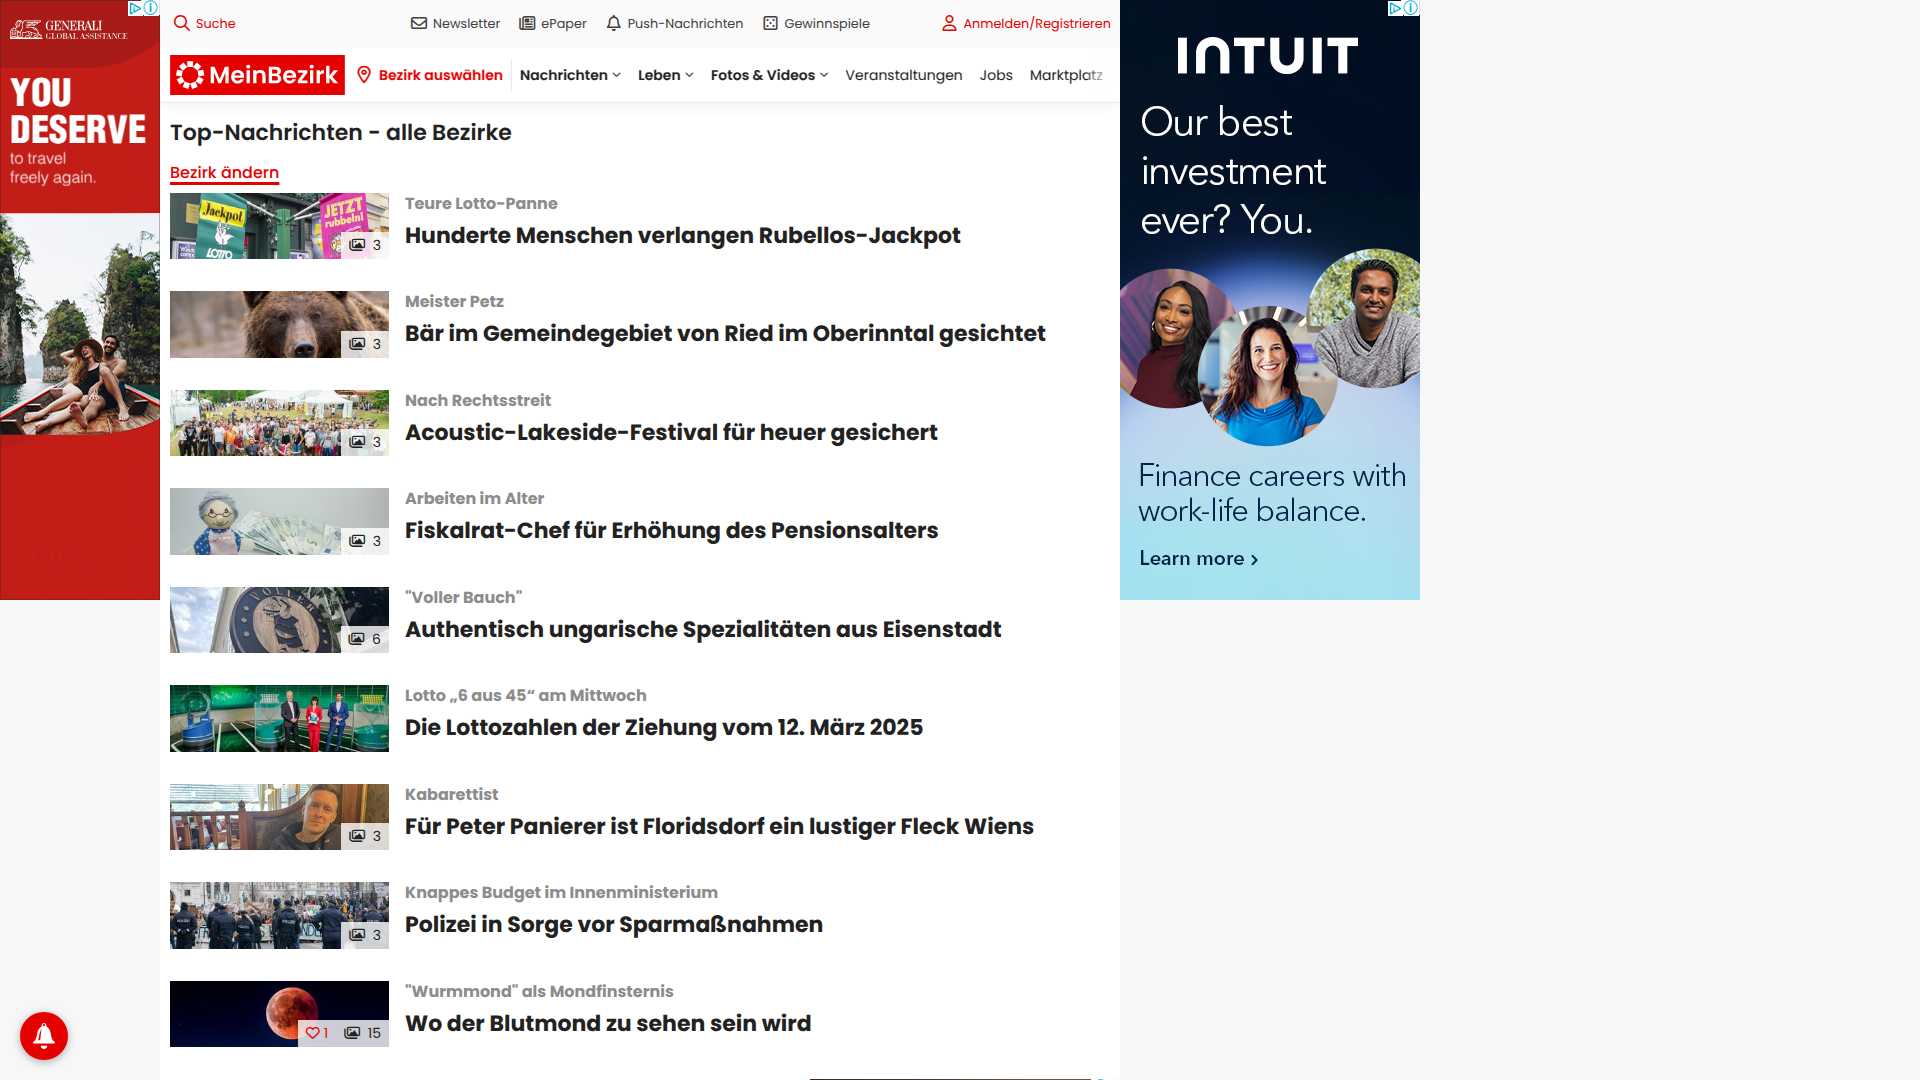 GENERALI
GLOBAL ASSISTANCE
YOU
DESERVE
to travel
freely again.
Suche
Newsletter
ePaper
Push-Nachrichten
Gewinnspiele
Anmelden/Registrieren
MeinBezirk
Bezirk auswählen
Nachrichten
Leben
Fotos & Videos
Veranstaltungen
Jobs
Marktplatz
Top-Nachrichten - alle Bezirke
Bezirk ändern
Jackpot
LOTTO
JETZT
rubbeln!
3
Teure Lotto-Panne
Hunderte Menschen verlangen Rubellos-Jackpot
3
Meister Petz
Bär im Gemeindegebiet von Ried im Oberinntal gesichtet
3
Nach Rechtsstreit
Acoustic-Lakeside-Festival für heuer gesichert
3
Arbeiten im Alter
Fiskalrat-Chef für Erhöhung des Pensionsalters
VOLLER
6
"Voller Bauch"
Authentisch ungarische Spezialitäten aus Eisenstadt
Lotto „6 aus 45“ am Mittwoch
Die Lottozahlen der Ziehung vom 12. März 2025
3
Kabarettist
Für Peter Panierer ist Floridsdorf ein lustiger Fleck Wiens
3
Knappes Budget im Innenministerium
Polizei in Sorge vor Sparmaßnahmen
1
15
"Wurmmond" als Mondfinsternis
Wo der Blutmond zu sehen sein wird
INTUIT
Our best
investment
ever? You.
Finance careers with
work-life balance.
Learn more